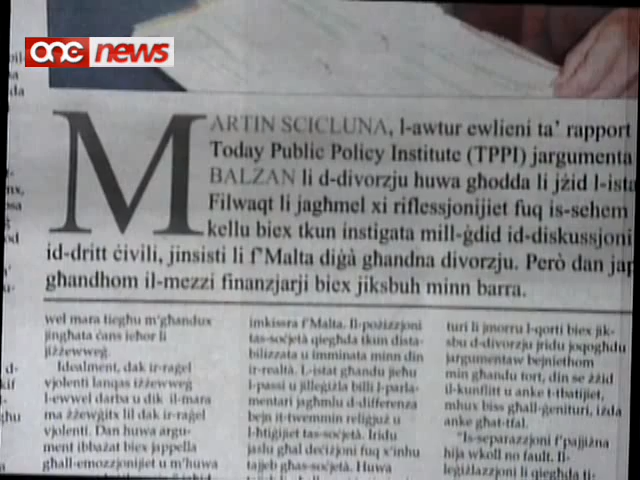 one news
MARTIN SCICLUNA, l-awtur ewlieni ta' rapport
Today Public Policy Institute (TPPI) jargumenta
BALZAN li d-divorzju huwa għodda li jżid l-ista
Filwaqt li jagħmel xi riflessjonijiet fuq is-sehem
kellu biex tkun instigata mill-ġdid id-diskussjoni
id-dritt ċivili, jinsisti li f'Malta diġà għandna divorzju. Però dan jap
għandhom il-mezzi finanzjarji biex jiksbuh minn barra.
wel mara tiegħu m'għandux
jingħata ċans ieħor li
jiżżewweġ.
Idealment, dak ir-raġel
vjolenti lanqas iżżewweġ
l-ewwel darba u dik il-mara
ma żżewġitx lil dak ir-raġel
vjolenti. Dan huwa argu-
ment ibbażat biex jappella
għall-emozzjonijiet u m'huwa
imkissra f'Malta. Il-pożizzjoni
tas-soċjetà qiegħda tkun distab-
bilizzata u imminata minn din
ir-realtà. L-istat għandu jieħu
l-passi u jilleġiżla billi l-parla-
mentari jagħmlu d-differenza
bejn it-twemmin reliġjuż u
l-ħtiġijiet tas-soċjetà. Iridu
jaslu għal deċiżjoni fuq x'inhu
tajjeb għas-soċjetà. Huwa
turi li jmorru l-qorti biex jik-
sbu d-divorzju jridu joqogħdu
jargumentaw bejniethom
min għandu tort, din se żżid
il-kunflitt u anke t-tbatijiet,
mhux biss għall-ġenituri, iżda
anke għat-tfal.
"Is-separazzjoni f'pajjiżna
hija wkoll no fault. Il-
leġiżlazzjoni li qiegħda ti-